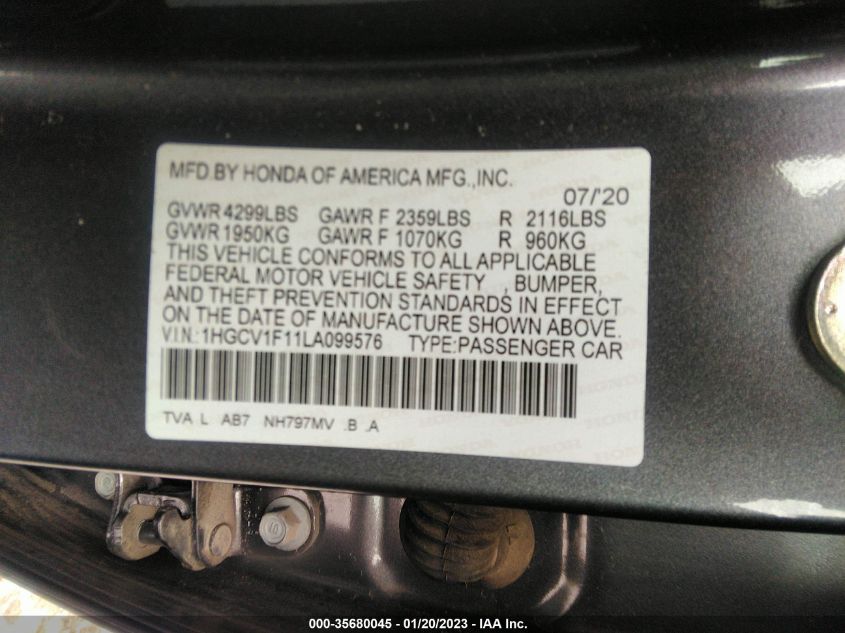 MFD.BY HONDA OF AMERICA MFG.,INC.
07/'20
GVWR 4299LBS GAWR F 2359LBS R 2116LBS
GVWR 1950KG GAWR F 1070KG R 960KG
THIS VEHICLE CONFORMS TO ALL APPLICABLE
FEDERAL MOTOR VEHICLE SAFETY , BUMPER,
AND THEFT PREVENTION STANDARDS IN EFFECT
ON THE DATE OF MANUFACTURE SHOWN ABOVE.
V.I.N.:1HGCV1F11LA099576 TYPE:PASSENGER CAR
TVA L AB7 NH797MV .B .A
000-35680045 - 01/20/2023 - IAA Inc.